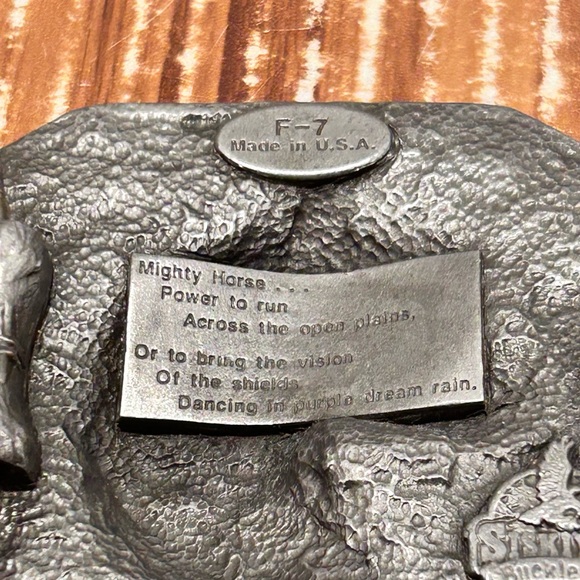 F-7
Made in U.S.A.
Mighty Horse . . .
Power to run
Across the open plains,
Or to bring the vision
Of the shields
Dancing in purple dream rain.